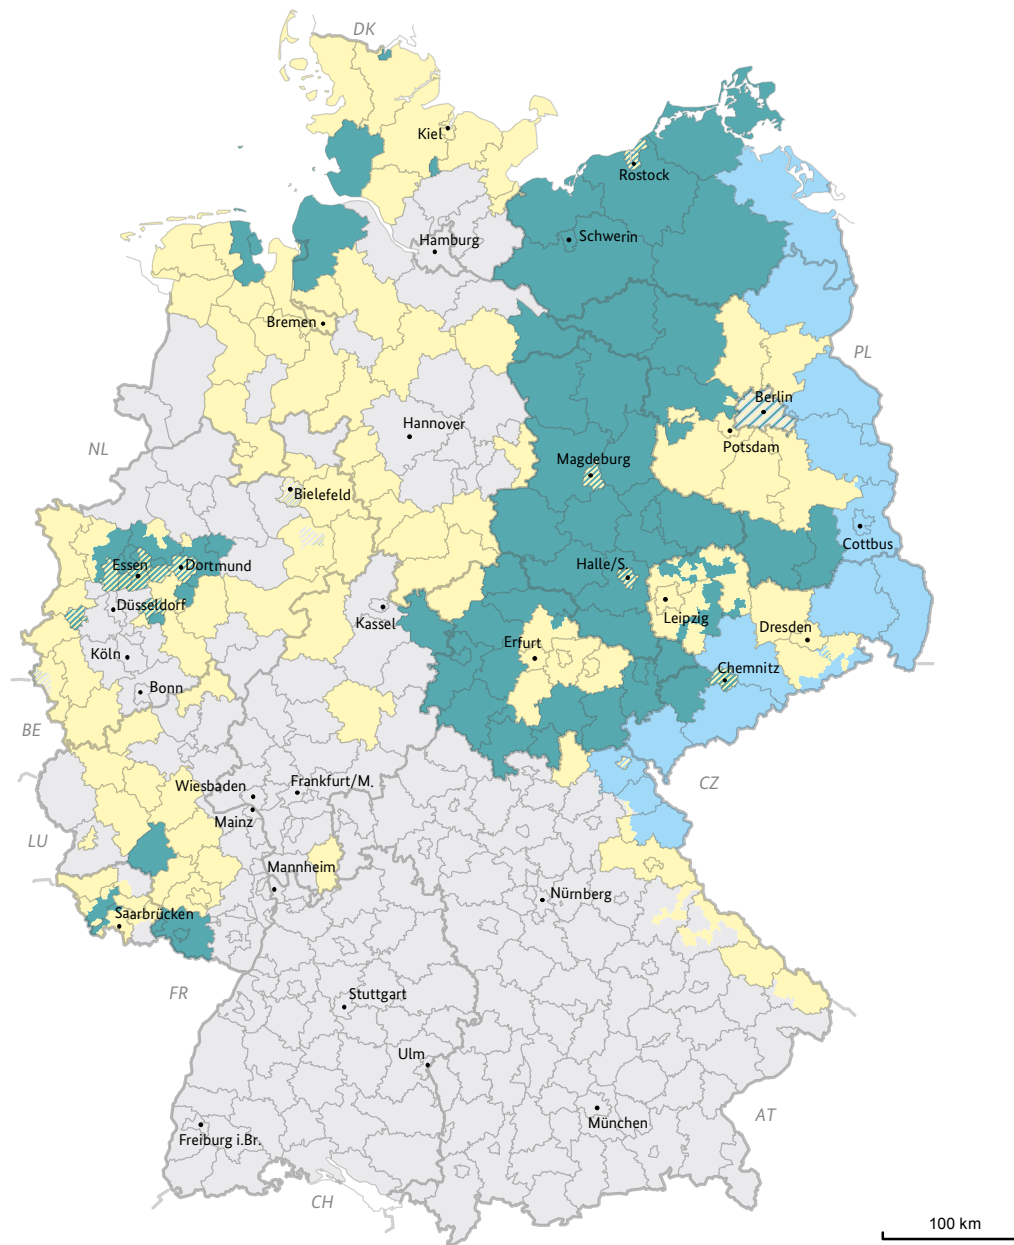 DK
Kiel
Rostock
Schwerin
Hamburg
Bremen
PL
Berlin
Hannover
Potsdam
NL
Magdeburg
Bielefeld
Cottbus
Essen
Dortmund
Halle/S.
Düsseldorf
Leipzig
Kassel
Dresden
Erfurt
Köln
Chemnitz
Bonn
BE
CZ
Wiesbaden
Frankfurt/M.
Mainz
LU
Mannheim
Nürnberg
Saarbrücken
FR
Stuttgart
Ulm
AT
München
Freiburg i.Br.
CH
100 km